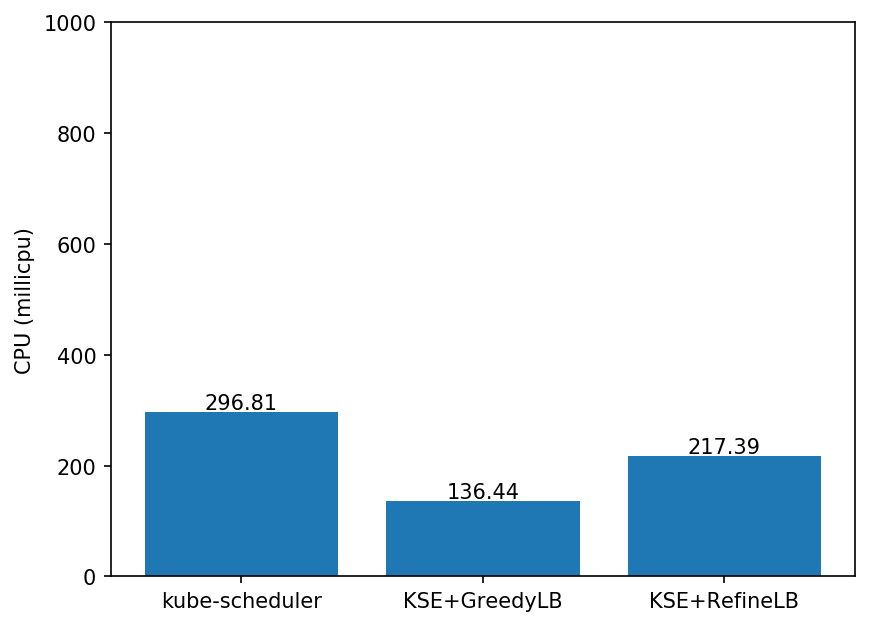 1000
800
600
400
200
0
CPU (millicpu)
296.81
136.44
217.39
kube-scheduler
KSE+GreedyLB
KSE+RefineLB